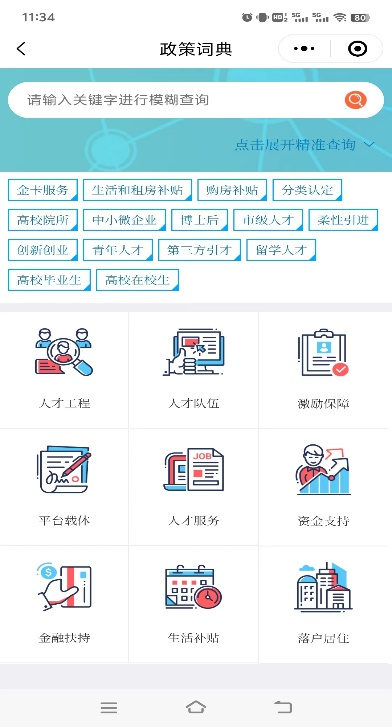 11:34 HD 5G 5G 80
政策词典
请输入关键字进行模糊查询
点击展开精准查询
金卡服务 生活和租房补贴 购房补贴 分类认定
高校院所 中小微企业 博士后 市级人才 柔性引进
创新创业 青年人才 第三方引才 留学人才
高校毕业生 高校在校生
人才工程 人才队伍 激励保障
JOB
平台载体 人才服务 资金支持
金融扶持 生活补贴 落户居住